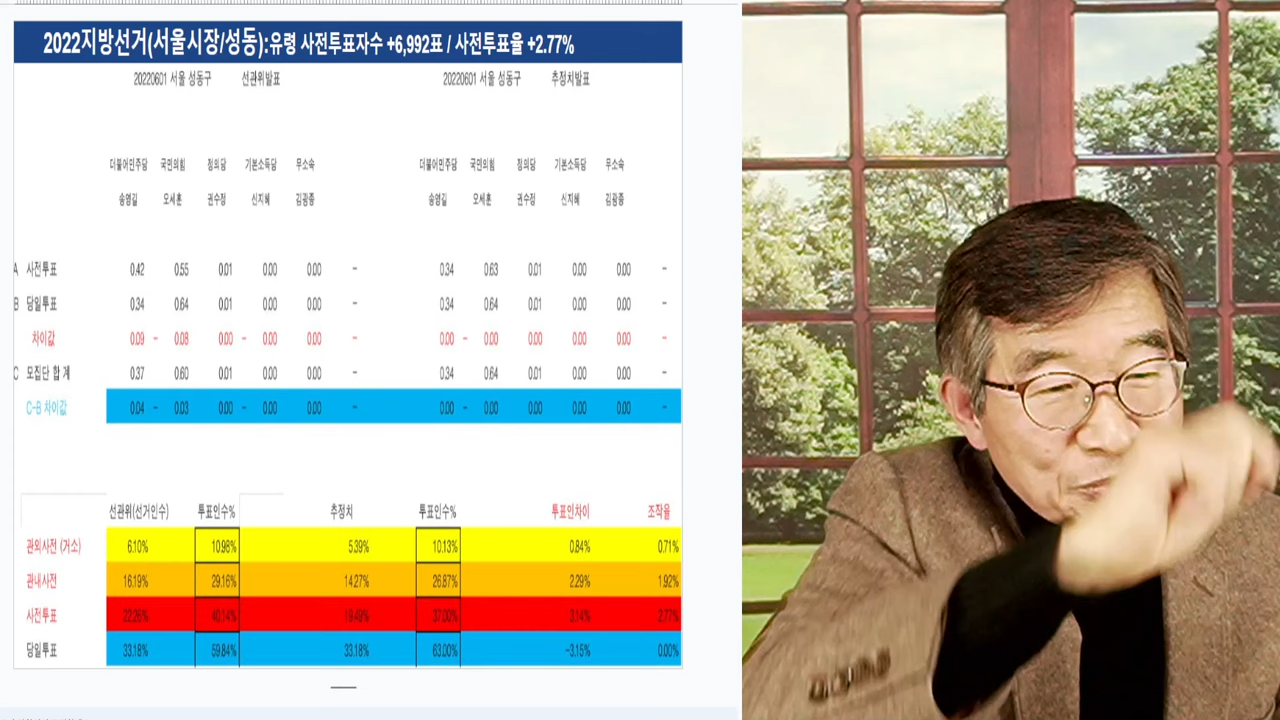 2022지방선거(서울시장/성동):유령 사전투표자수 +6,992표 / 사전투표율 +2.77%
20220601 서울 성동구 선관위발표 20220601 서울 성동구 추정치발표
더불어민주당 국민의힘 정의당 기본소득당 무소속 더불어민주당 국민의힘 정의당 기본소득당 무소속
송영길 오세훈 권수정 신지혜 김광종 송영길 오세훈 권수정 신지혜 김광종
A 사전투표 0.42 0.55 0.01 0.00 0.00 - 0.34 0.63 0.01 0.00 0.00 -
B 당일투표 0.34 0.64 0.01 0.00 0.00 - 0.34 0.64 0.01 0.00 0.00 -
차이값 0.09 - 0.08 0.00 - 0.00 0.00 - 0.00 - 0.00 0.00 0.00 0.00 -
C 모집단 합 계 0.37 0.60 0.01 0.00 0.00 - 0.34 0.64 0.01 0.00 0.00 -
C-B 차이값 0.04 - 0.03 0.00 - 0.00 0.00 - 0.00 - 0.00 0.00 0.00 0.00 -
선관위(선거인수) 투표인수% 추정치 투표인수% 투표인차이 조작율
관외사전 (거소) 6.10% 10.98% 5.39% 10.13% 0.84% 0.71%
관내사전 16.19% 29.16% 14.27% 26.87% 2.29% 1.92%
사전투표 22.26% 40.14% 19.49% 37.00% 3.14% 2.77%
당일투표 33.18% 59.84% 33.18% 63.00% -3.15% 0.00%